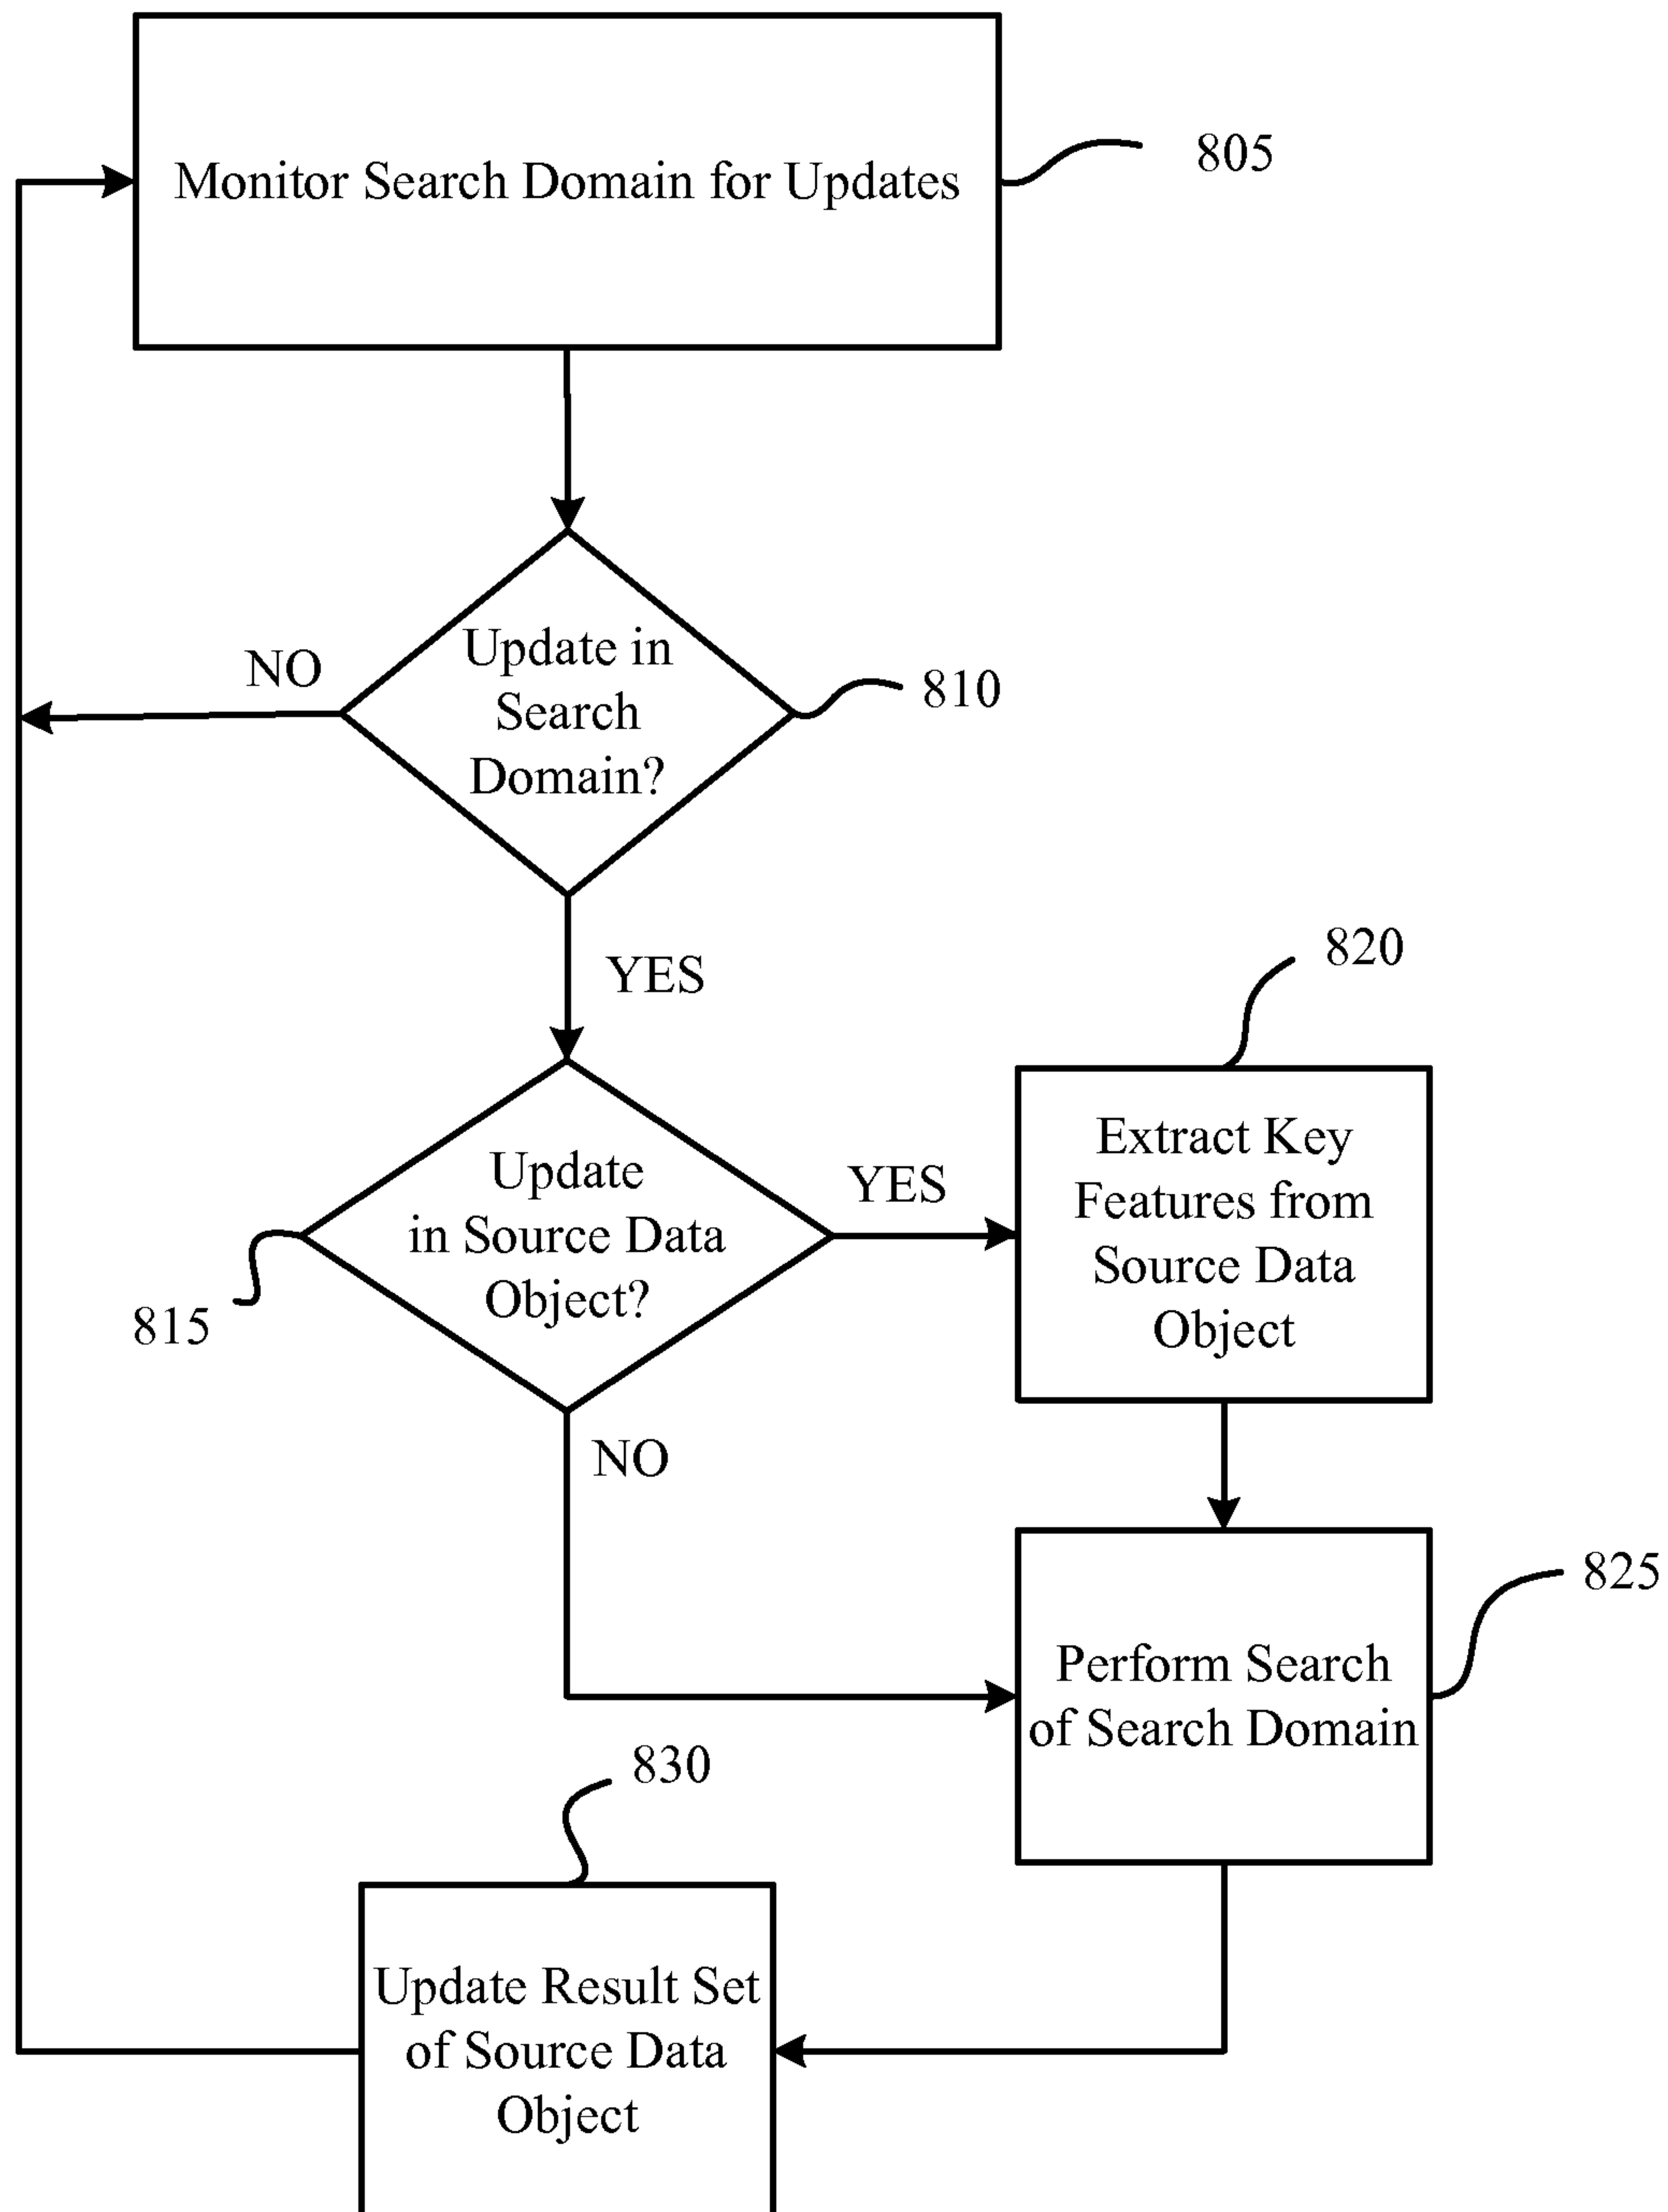 Monitor Search Domain for Updates
805
Update in
Search
Domain?
NO
810
YES
820
Update
in Source Data
Object?
YES
815
Extract Key
Features from
Source Data
Object
NO
825
Perform Search
of Search Domain
830
Update Result Set
of Source Data
Object